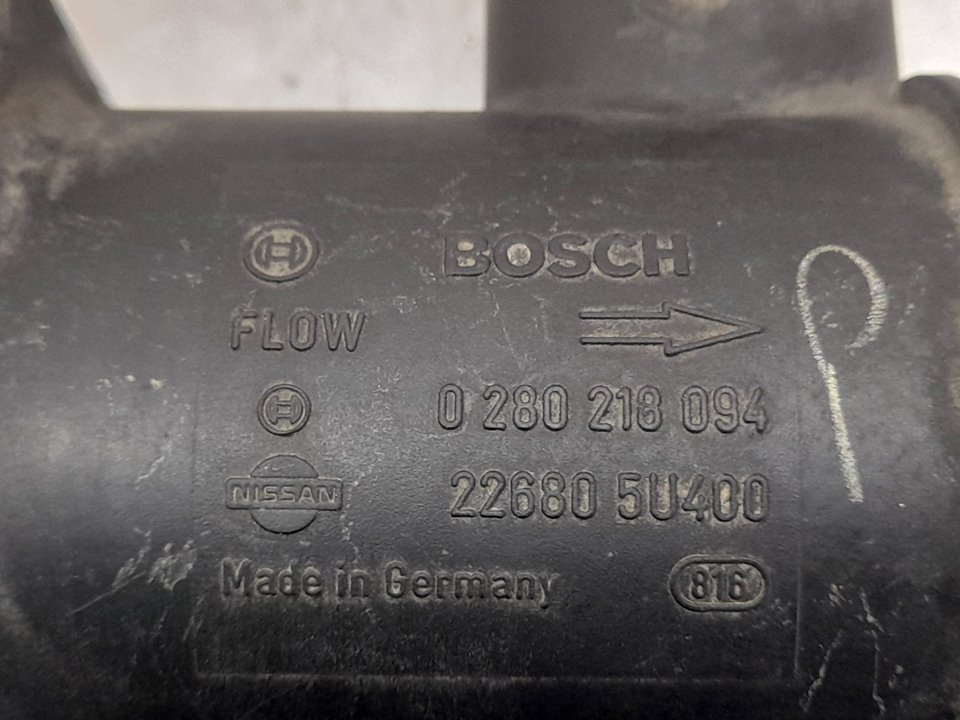 BOSCH
FLOW
0 280 218 094
NISSAN 22680 5U400
Made in Germany 816
P